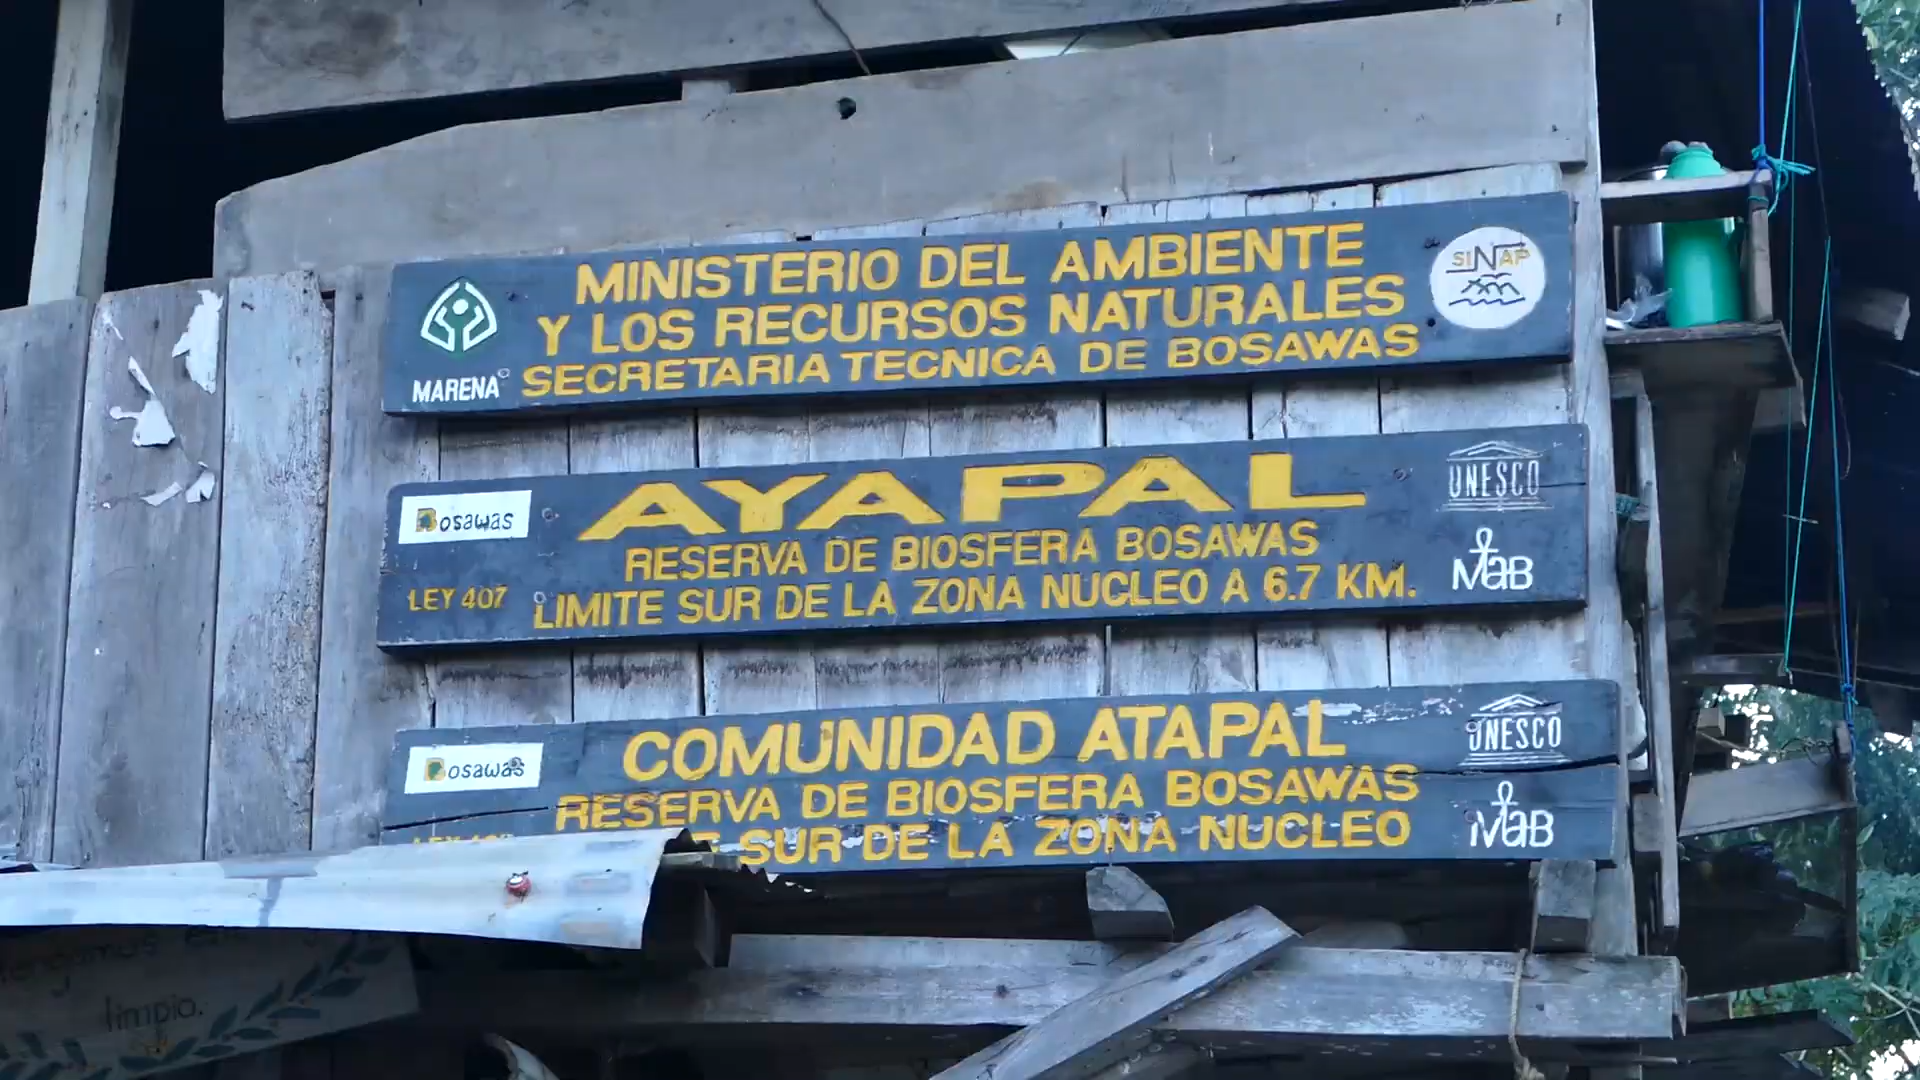 MINISTERIO DEL AMBIENTE
Y LOS RECURSOS NATURALES
SECRETARIA TECNICA DE BOSAWAS
MARENA
SINAP
Bosawas
AYAPAL
RESERVA DE BIOSFERA BOSAWAS
LEY 407
LIMITE SUR DE LA ZONA NUCLEO A 6.7 KM.
UNESCO
MaB
Bosawas
COMUNIDAD ATAPAL
RESERVA DE BIOSFERA BOSAWAS
SUR DE LA ZONA NUCLEO
UNESCO
MaB
limpio.